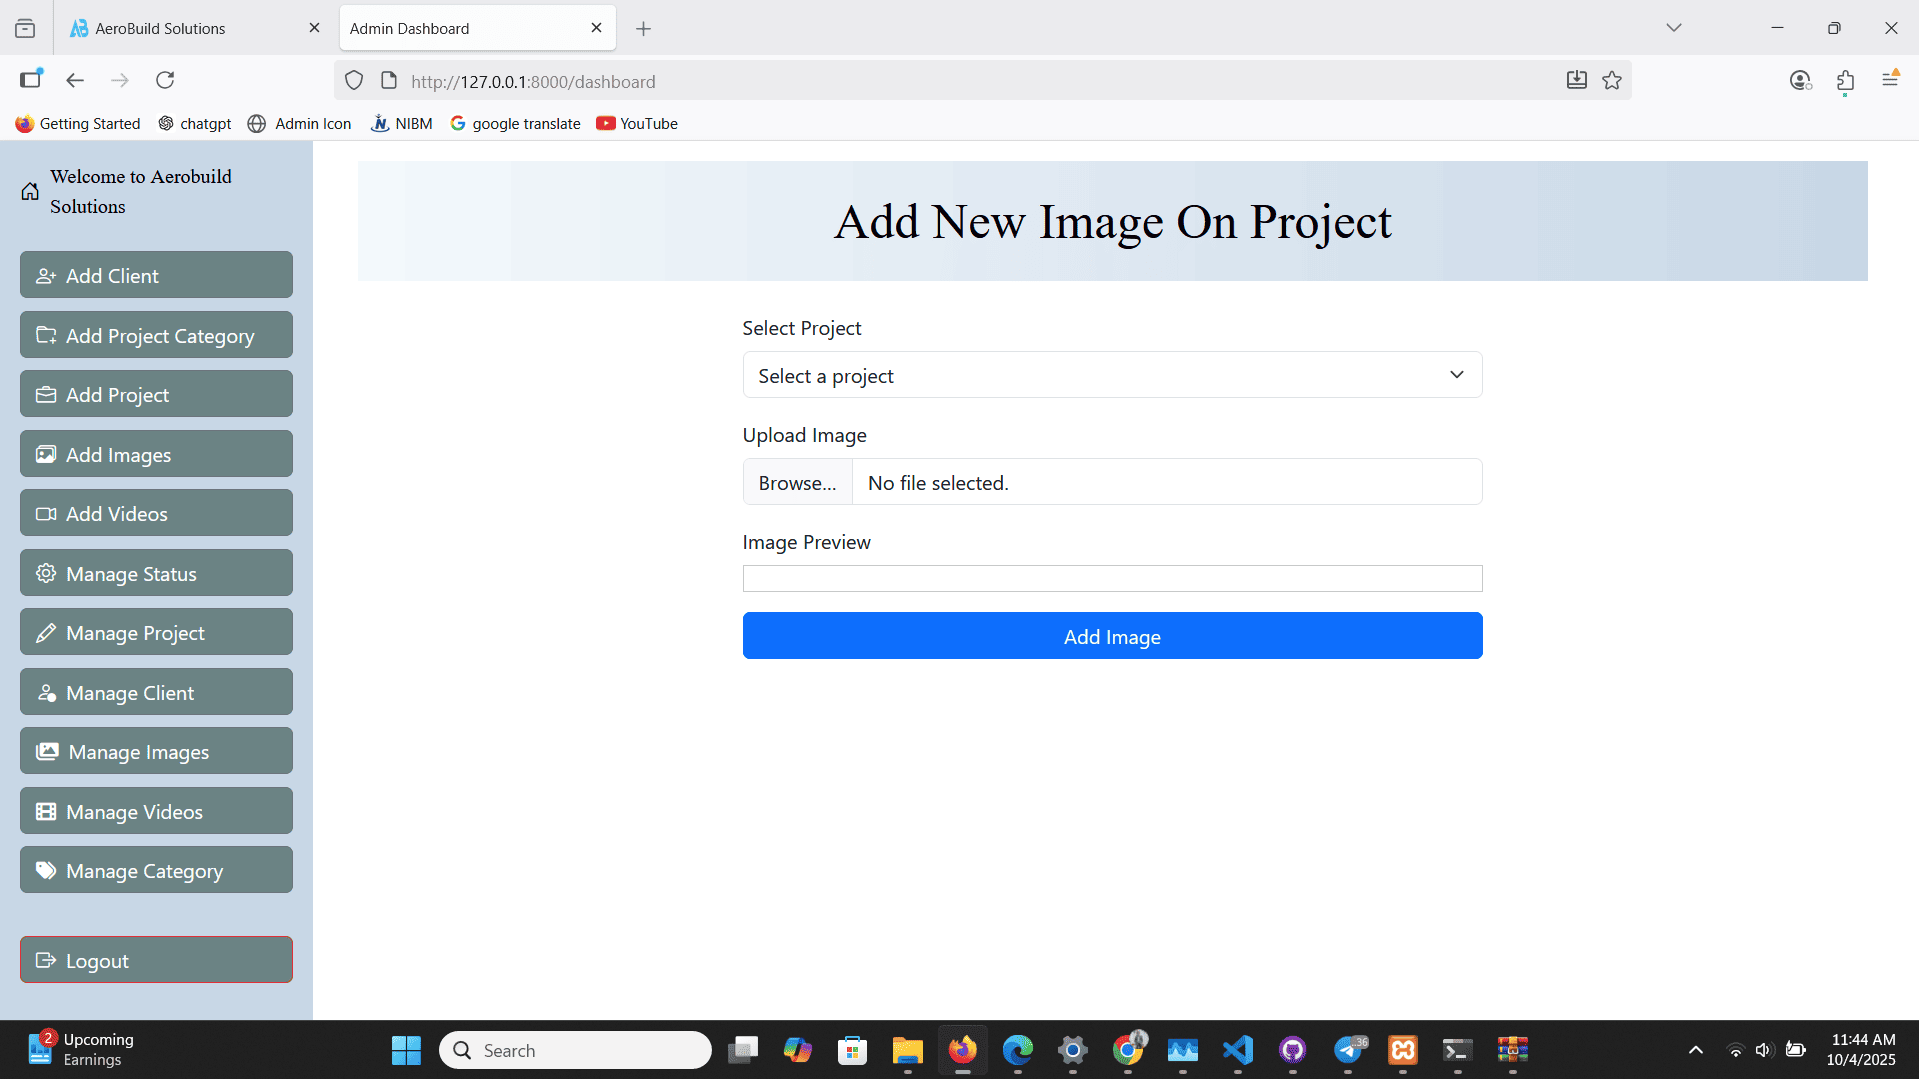 AeroBuild Solutions
Admin Dashboard
http://127.0.0.1:8000/dashboard
Getting Started
chatgpt
Admin Icon
NIBM
google translate
YouTube
Welcome to Aerobuild
Solutions
Add Client
Add Project Category
Add Project
Add Images
Add Videos
Manage Status
Manage Project
Manage Client
Manage Images
Manage Videos
Manage Category
Logout
Add New Image On Project
Select Project
Select a project
Upload Image
Browse... No file selected.
Image Preview
Add Image
2
Upcoming
Earnings
Search
36
11:44 AM
10/4/2025